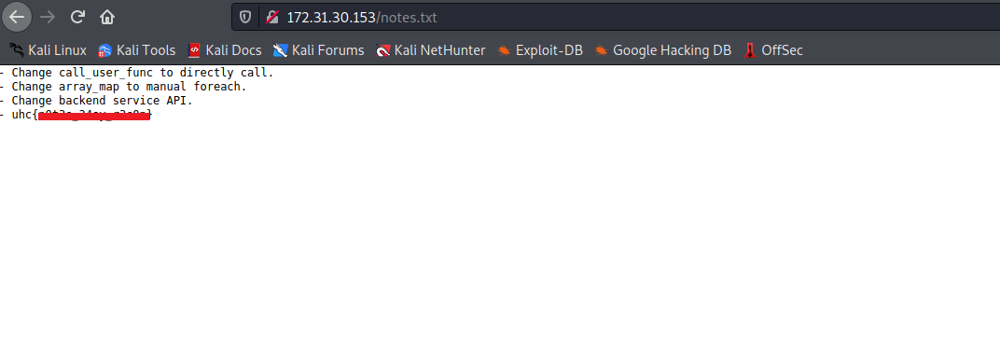 172.31.30.153/notes.txt
Kali Linux Kali Tools Kali Docs Kali Forums Kali NetHunter Exploit-DB Google Hacking DB OffSec
- Change call_user_func to directly call.
- Change array_map to manual foreach.
- Change backend service API.
- uhc{